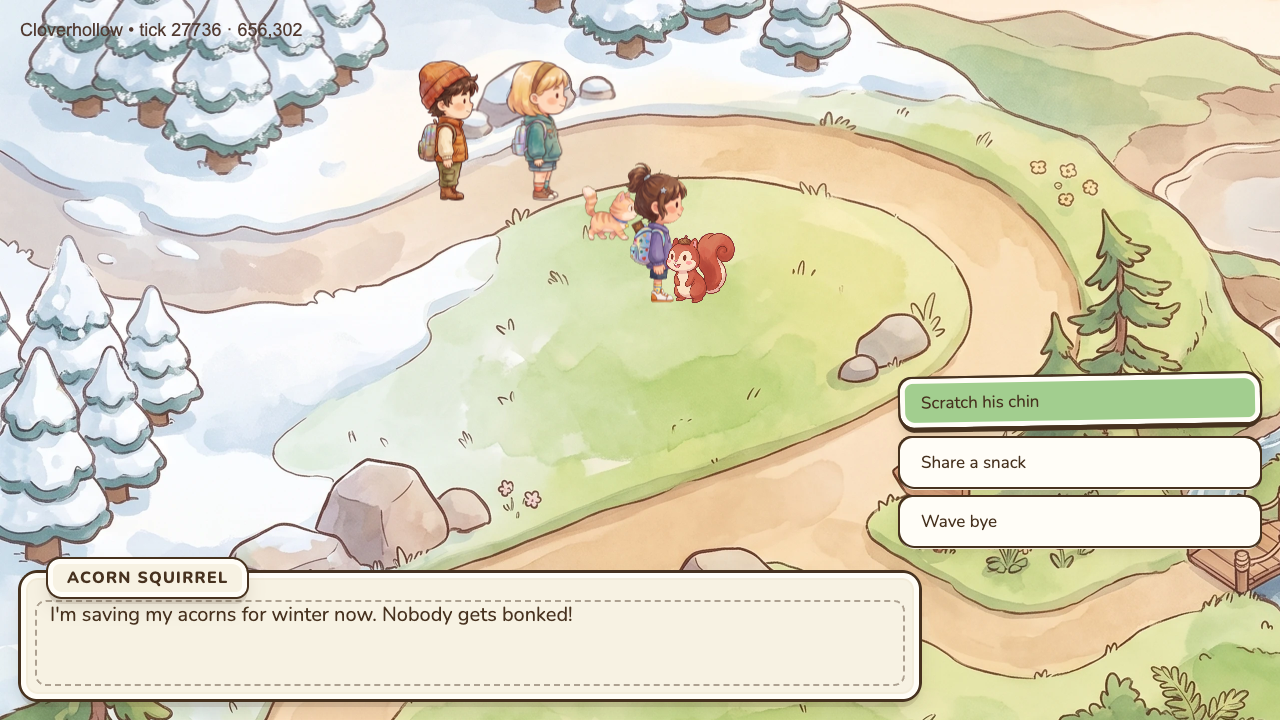 Cloverhollow • tick 27736 · 656,302
Scratch his chin
Share a snack
Wave bye
ACORN SQUIRREL
I'm saving my acorns for winter now. Nobody gets bonked!